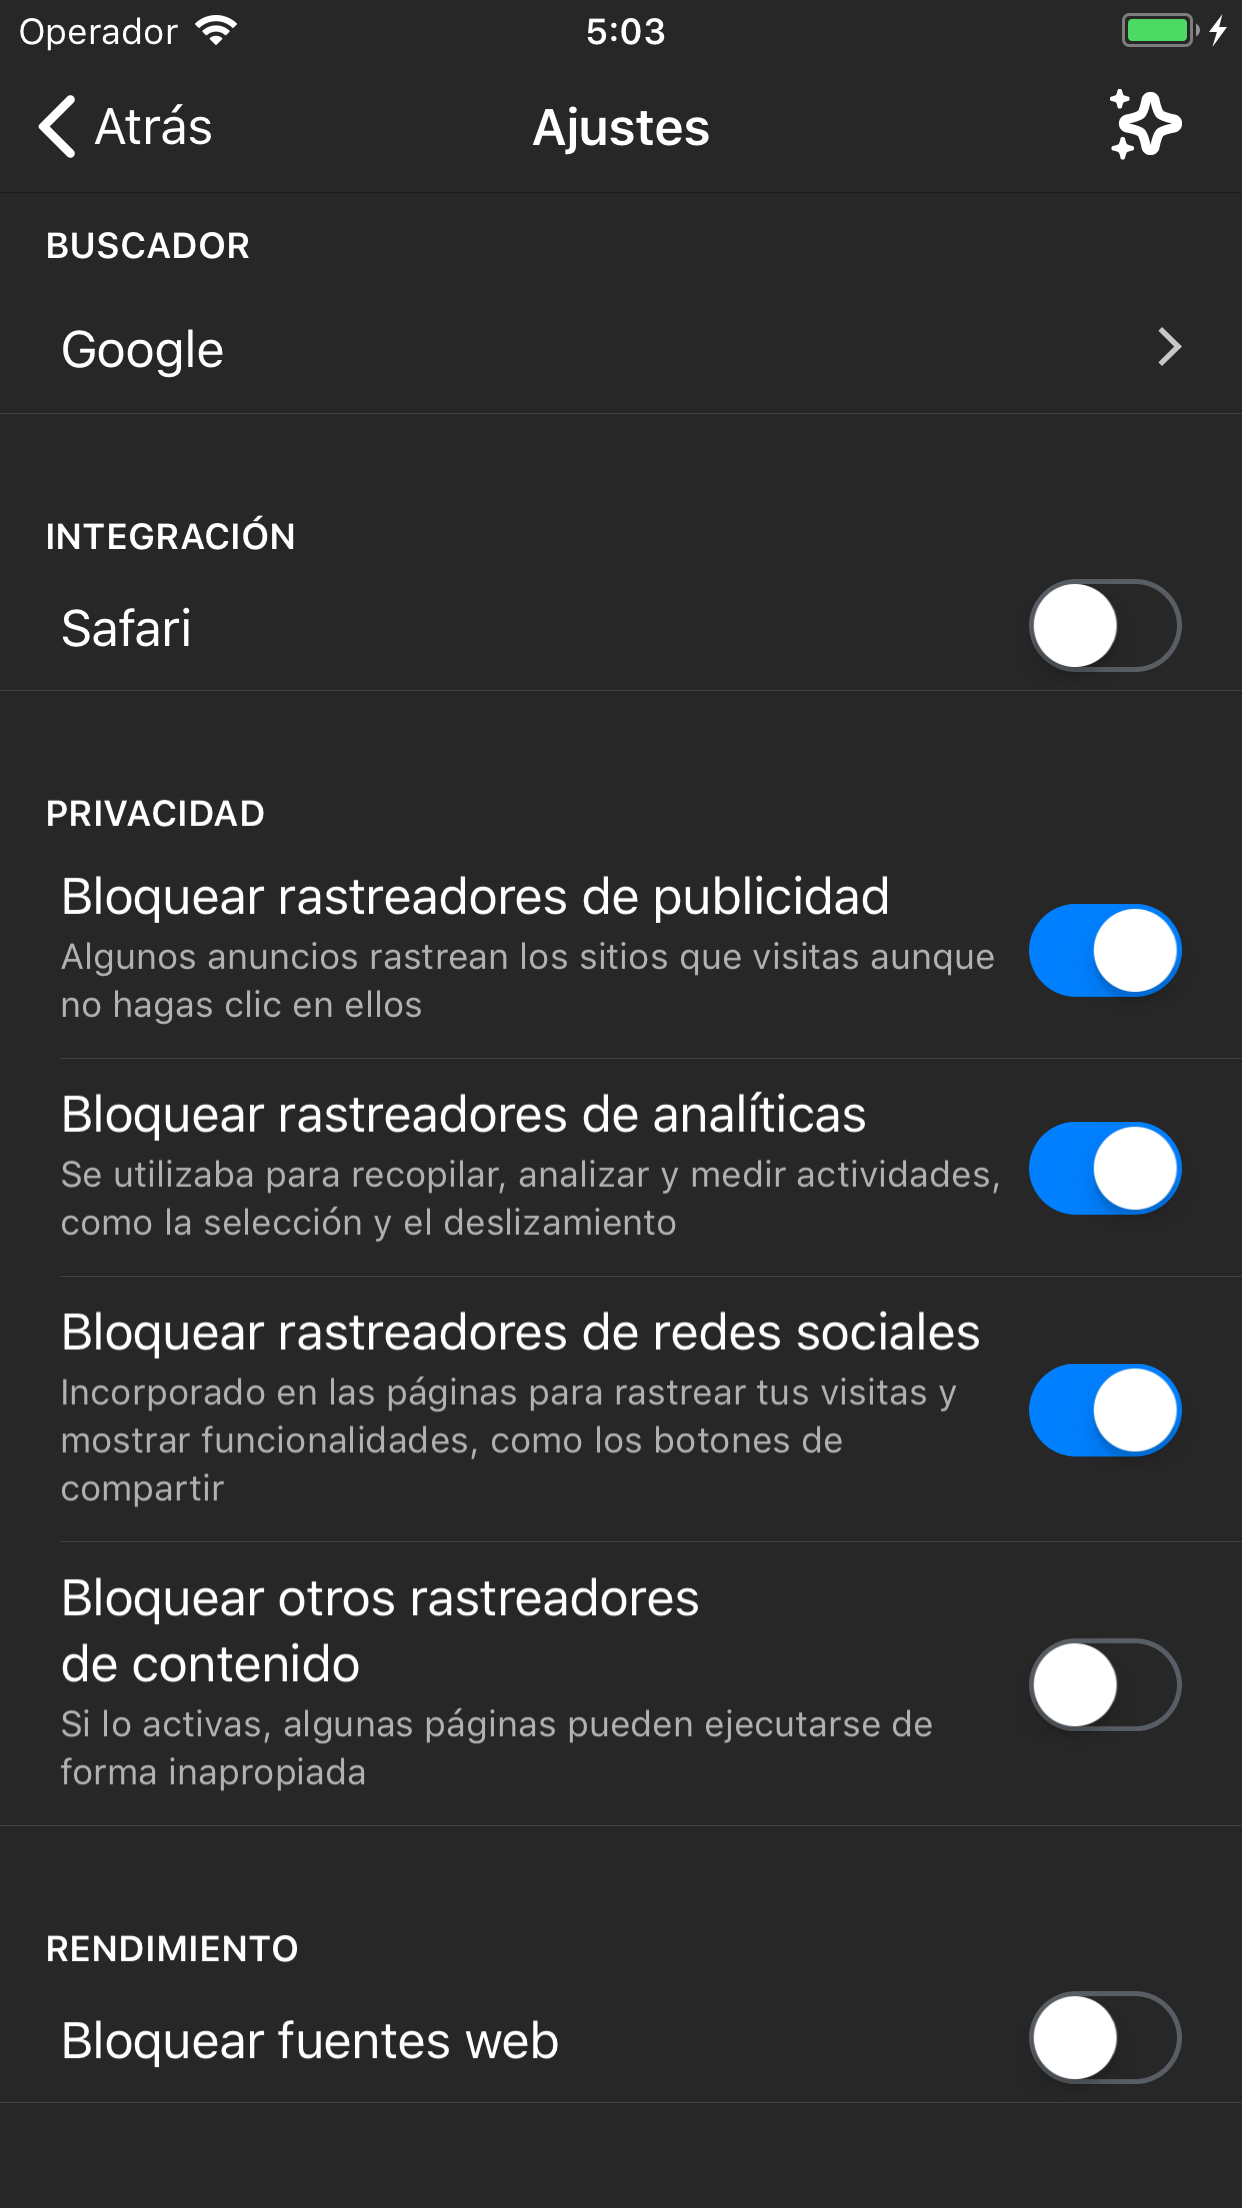 Operador
5:03
Atrás
Ajustes
BUSCADOR
Google
INTEGRACIÓN
Safari
PRIVACIDAD
Bloquear rastreadores de publicidad
Algunos anuncios rastrean los sitios que visitas aunque
no hagas clic en ellos
Bloquear rastreadores de analíticas
Se utilizaba para recopilar, analizar y medir actividades,
como la selección y el deslizamiento
Bloquear rastreadores de redes sociales
Incorporado en las páginas para rastrear tus visitas y
mostrar funcionalidades, como los botones de
compartir
Bloquear otros rastreadores
de contenido
Si lo activas, algunas páginas pueden ejecutarse de
forma inapropiada
RENDIMIENTO
Bloquear fuentes web